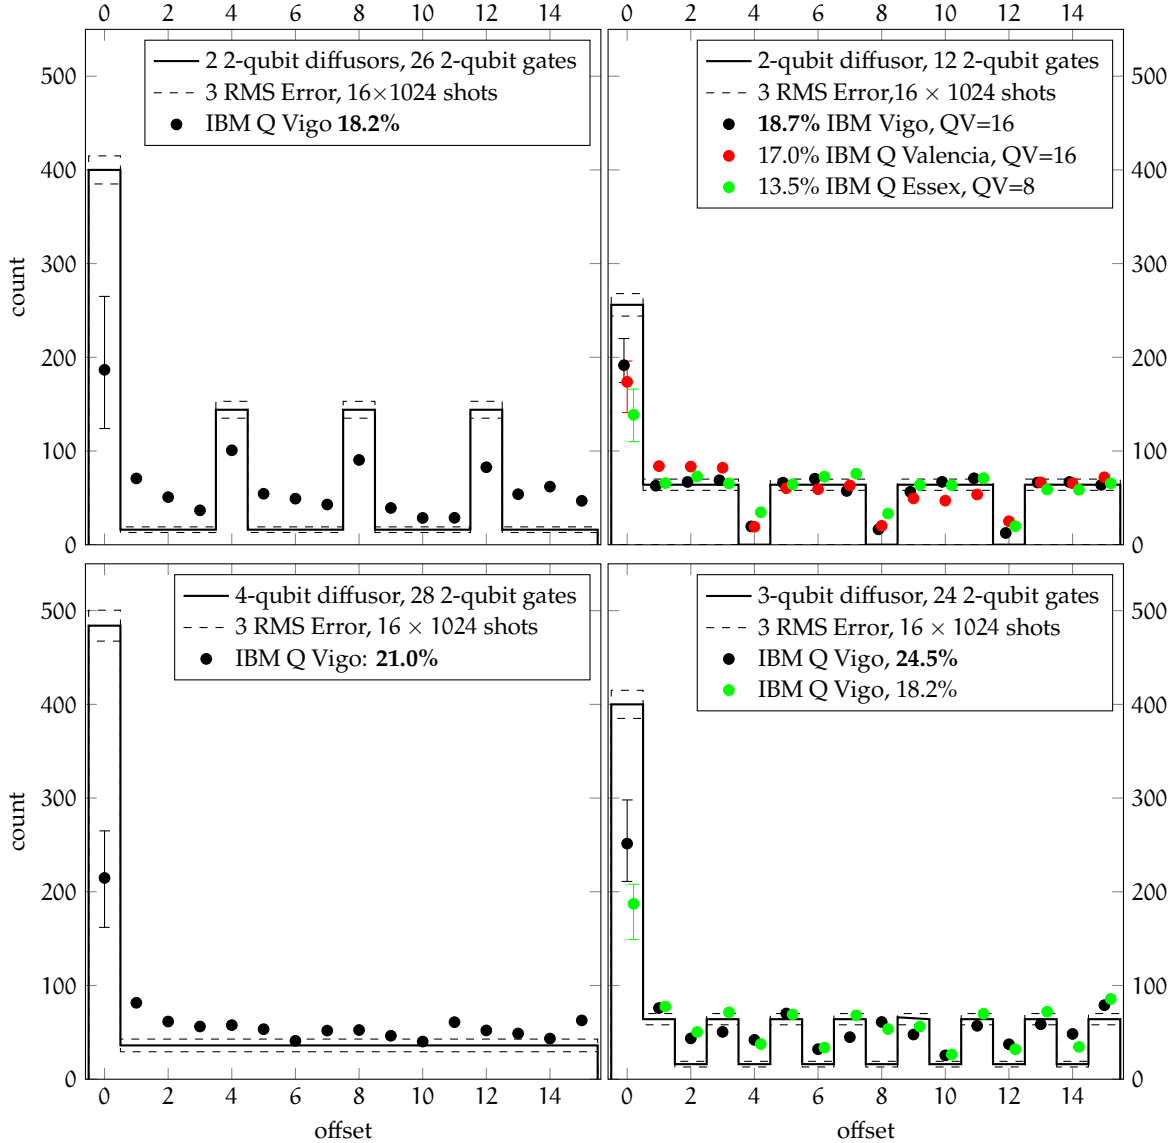 0 2 4 6 8 10 12 14
0 2 4 6 8 10 12 14
2 2-qubit diffusors, 26 2-qubit gates
3 RMS Error, 16×1024 shots
IBM Q Vigo 18.2%
500
400
300
200
100
0
count
2-qubit diffusor, 12 2-qubit gates
3 RMS Error,16 × 1024 shots
18.7% IBM Vigo, QV=16
17.0% IBM Q Valencia, QV=16
13.5% IBM Q Essex, QV=8
500
400
300
200
100
0
4-qubit diffusor, 28 2-qubit gates
3 RMS Error, 16 × 1024 shots
IBM Q Vigo: 21.0%
500
400
300
200
100
0
count
0 2 4 6 8 10 12 14
offset
3-qubit diffusor, 24 2-qubit gates
3 RMS Error, 16 × 1024 shots
IBM Q Vigo, 24.5%
IBM Q Vigo, 18.2%
500
400
300
200
100
0
0 2 4 6 8 10 12 14
offset